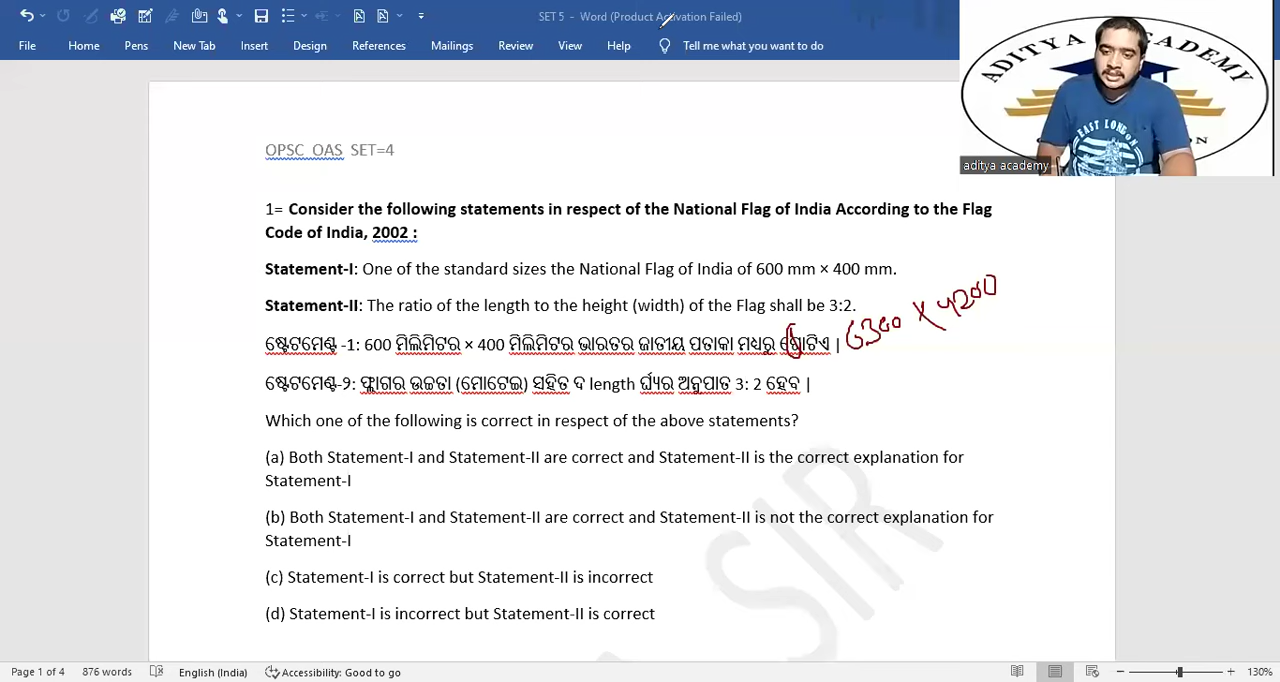 SET 5 - Word (Product Activation Failed)
File Home Pens New Tab Insert Draw Design References Mailings Review View Help Tell me what you want to do
ADITYA ACADEMY
EAST LONDON
aditya academy
OPSC OAS SET=4
1= Consider the following statements in respect of the National Flag of India According to the Flag
Code of India, 2002 :
Statement-I: One of the standard sizes the National Flag of India of 600 mm × 400 mm.
Statement-II: The ratio of the length to the height (width) of the Flag shall be 3:2.
6300 X 4200
ଷ୍ଟେଟମେଣ୍ଟ -1: 600 ମିଲିମିଟର × 400 ମିଲିମିଟର ଭାରତର ଜାତୀୟ ପତାକା ମଧ୍ୟରୁ ଗୋଟିଏ |
ଷ୍ଟେଟମେଣ୍ଟ-୨: ଫ୍ଲାଗର ଉଚ୍ଚତା (ମୋଟେଇ) ସହିତ ଦ length ର୍ଘ୍ୟର ଅନୁପାତ 3: 2 ହେବ |
Which one of the following is correct in respect of the above statements?
(a) Both Statement-I and Statement-II are correct and Statement-II is the correct explanation for
Statement-I
(b) Both Statement-I and Statement-II are correct and Statement-II is not the correct explanation for
Statement-I
(c) Statement-I is correct but Statement-II is incorrect
(d) Statement-I is incorrect but Statement-II is correct
SIR
Page 1 of 4 876 words English (India) Accessibility: Good to go 130%